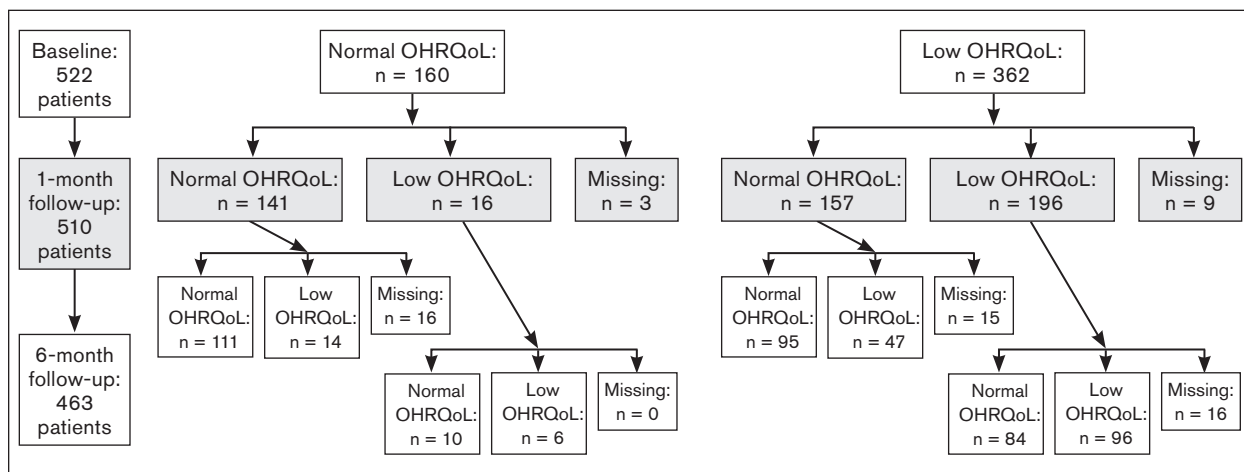 Baseline:
522
patients
Normal OHRQoL:
n = 160
Low OHRQoL:
n = 362
1-month
follow-up:
510
patients
Normal OHRQoL:
n = 141
Low OHRQoL:
n = 16
Missing:
n = 3
Normal OHRQoL:
n = 157
Low OHRQoL:
n = 196
Missing:
n = 9
Normal
OHRQoL:
n = 111
Low
OHRQoL:
n = 14
Missing:
n = 16
Normal
OHRQoL:
n = 95
Low
OHRQoL:
n = 47
Missing:
n = 15
6-month
follow-up:
463
patients
Normal
OHRQoL:
n = 10
Low
OHRQoL:
n = 6
Missing:
n = 0
Normal
OHRQoL:
n = 84
Low
OHRQoL:
n = 96
Missing:
n = 16